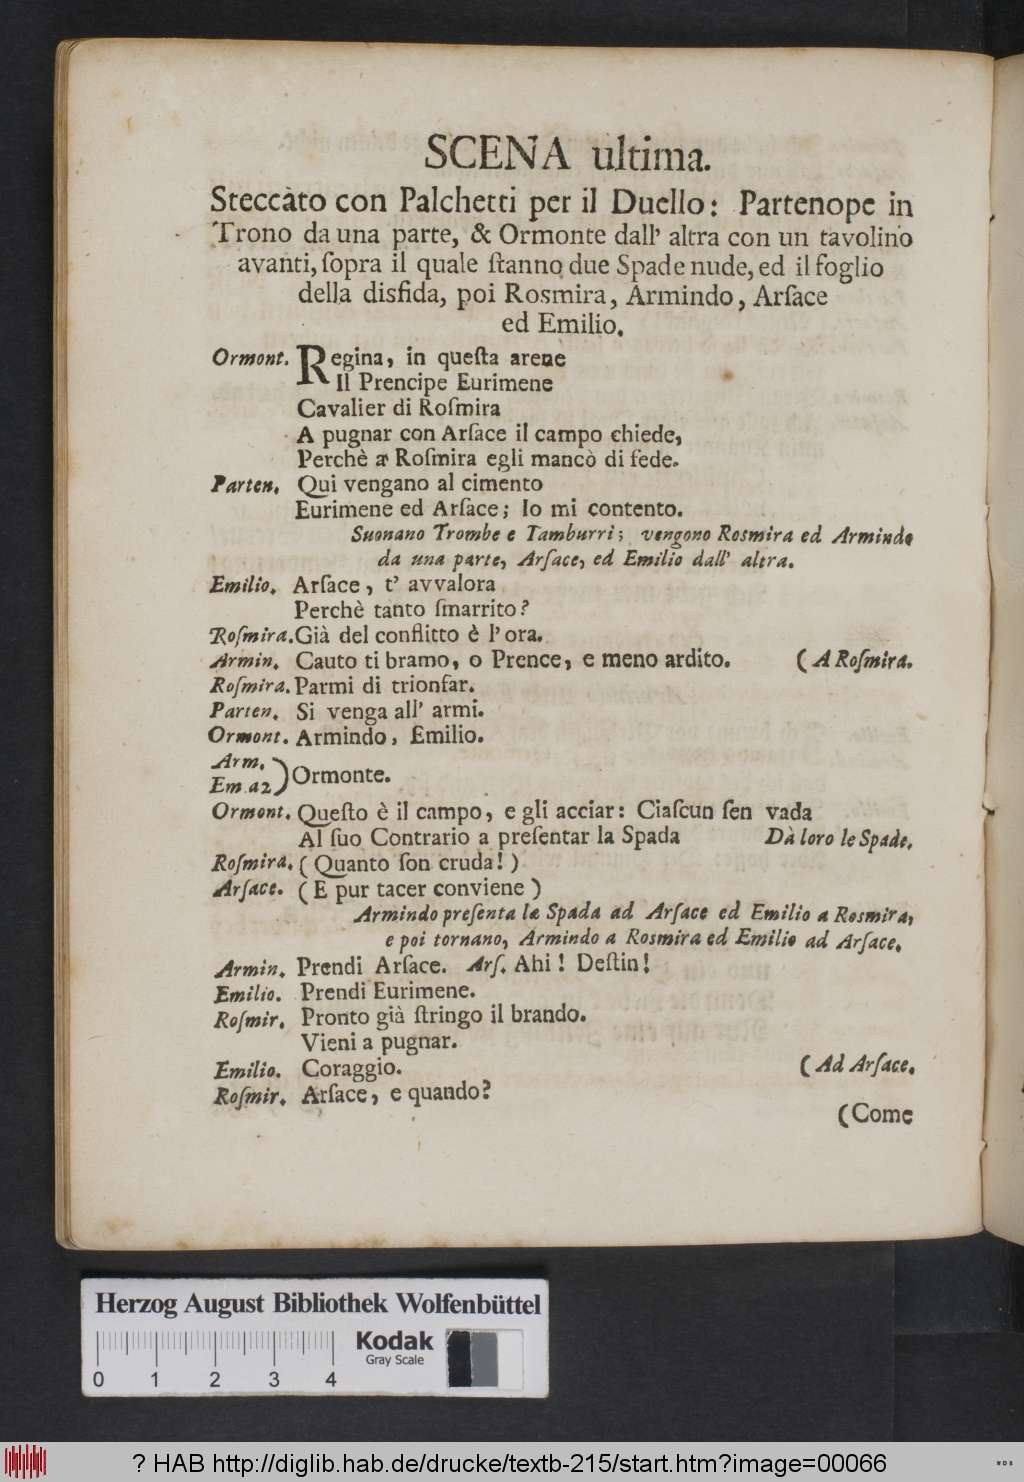 SCENA ultima.
Steccàto con Palchetti per il Duello: Partenope in
Trono da una parte, & Ormonte dall' altra con un tavolino
avanti, ſopra il quale ſtanno due Spade nude, ed il foglio
della disfida, poi Rosmira, Armindo, Arſace
ed Emilio.
Ormont. Regina, in queſta arene
Il Prencipe Eurimene
Cavalier di Roſmira
A pugnar con Arſace il campo chiede,
Perchè a Roſmira egli mancò di fede.
Parten. Qui vengano al cimento
Eurimene ed Arſace; Io mi contento.
Suonano Trombe e Tamburri; vengono Rosmira ed Armindo
da una parte, Arſace, ed Emilio dall' altra.
Emilio. Arſace, t' avvalora
Perchè tanto ſmarrito?
Roſmira. Già del conflitto è l' ora.
Armin. Cauto ti bramo, o Prence, e meno ardito. (A Roſmira.
Roſmira. Parmi di trionfar.
Parten. Si venga all' armi.
Ormont. Armindo, Emilio.
Arm.
Em. a2 ) Ormonte.
Ormont. Queſto è il campo, e gli acciar: Ciaſcun ſen vada
Al ſuo Contrario a preſentar la Spada Dà loro le Spade.
Roſmira. (Quanto ſon cruda!)
Arſace. (E pur tacer conviene)
Armindo preſenta la Spada ad Arſace ed Emilio a Rosmira,
e poi tornano, Armindo a Rosmira ed Emilio ad Arſace.
Armin. Prendi Arſace. Arſ. Ahi! Deſtin!
Emilio. Prendi Eurimene.
Roſmir. Pronto già ſtringo il brando.
Vieni a pugnar.
Emilio. Coraggio. (Ad Arſace.
Roſmir. Arſace, e quando?
(Come
Herzog August Bibliothek Wolfenbüttel
Kodak
Gray Scale
0 1 2 3 4
? HAB http://diglib.hab.de/drucke/textb-215/start.htm?image=00066